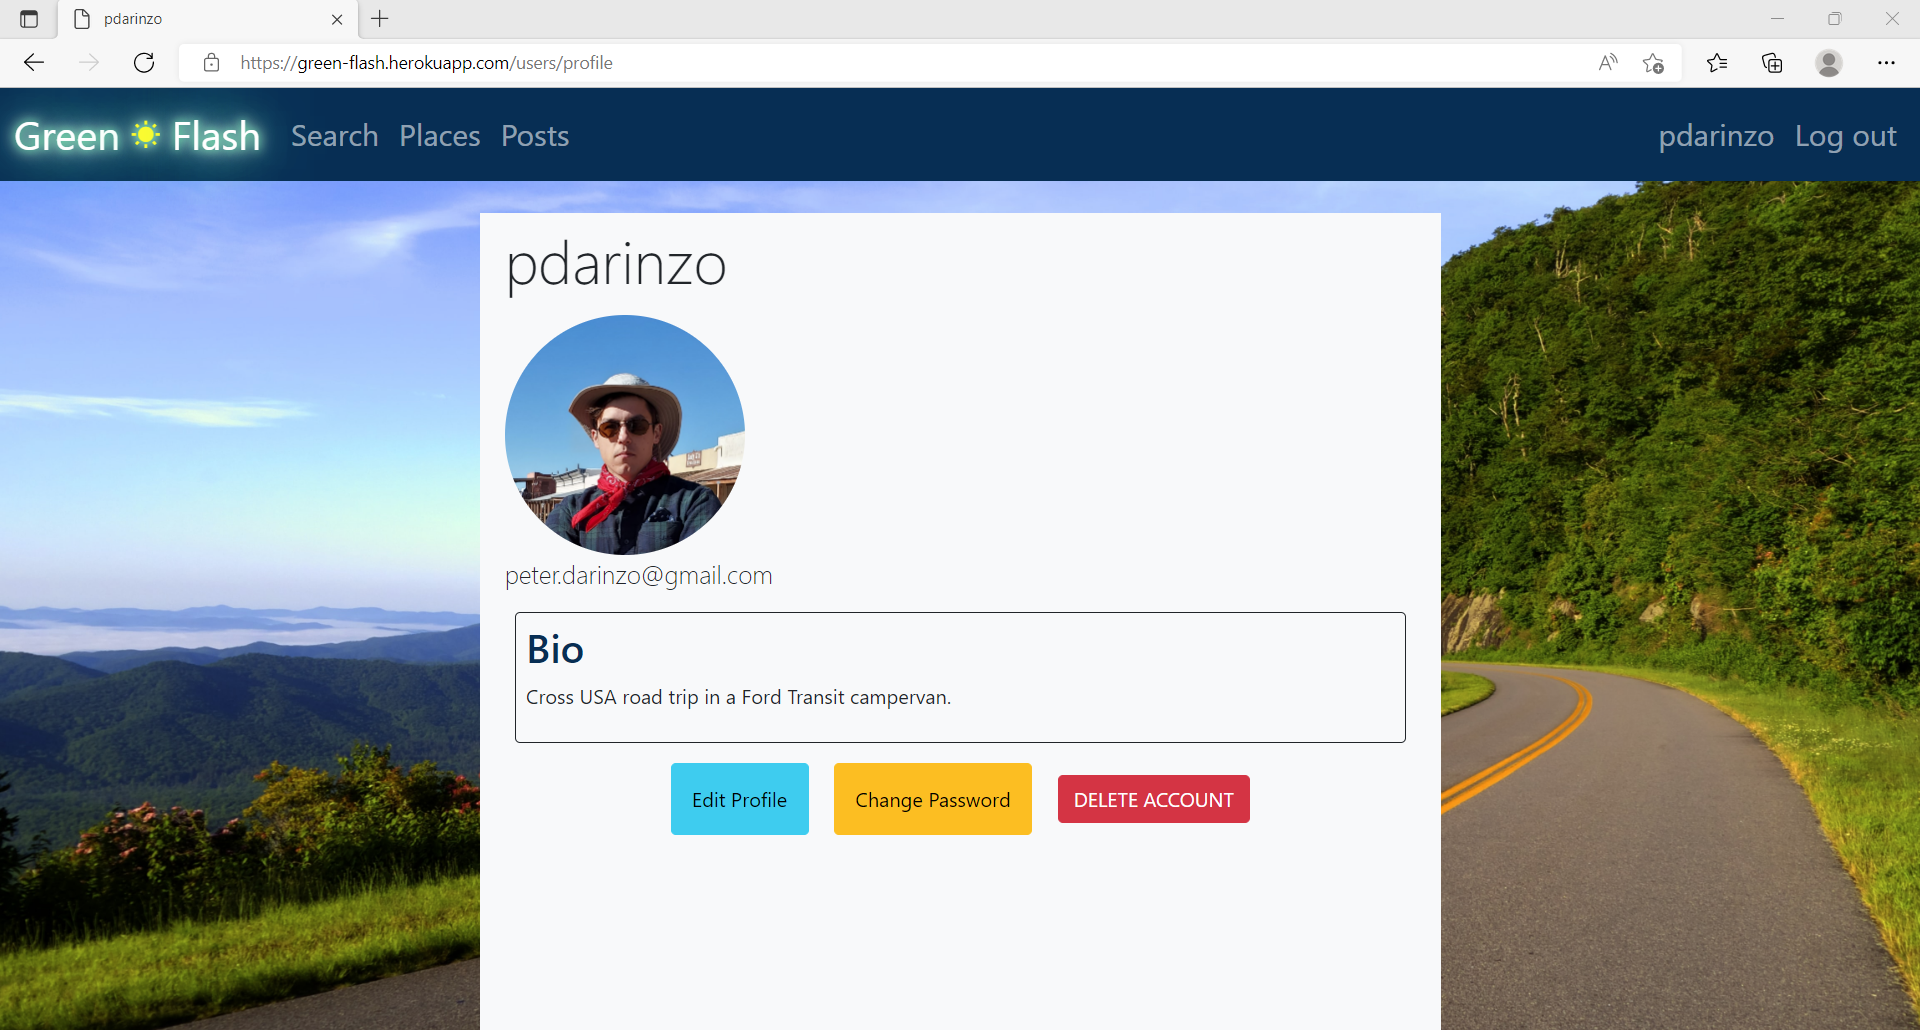 pdarinzo
https://green-flash.herokuapp.com/users/profile
Green Flash Search Places Posts pdarinzo Log out
pdarinzo
peter.darinzo@gmail.com
Bio
Cross USA road trip in a Ford Transit campervan.
Edit Profile Change Password DELETE ACCOUNT